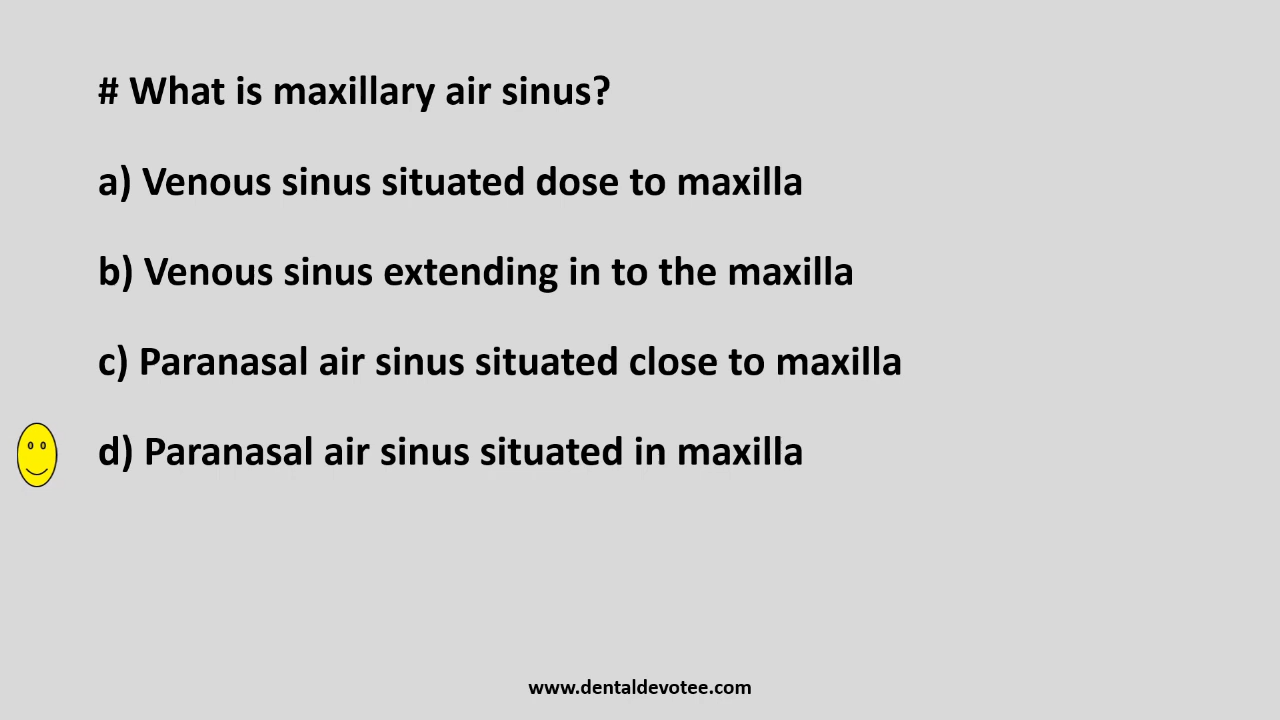 # What is maxillary air sinus?
a) Venous sinus situated dose to maxilla
b) Venous sinus extending in to the maxilla
c) Paranasal air sinus situated close to maxilla
d) Paranasal air sinus situated in maxilla
www.dentaldevotee.com